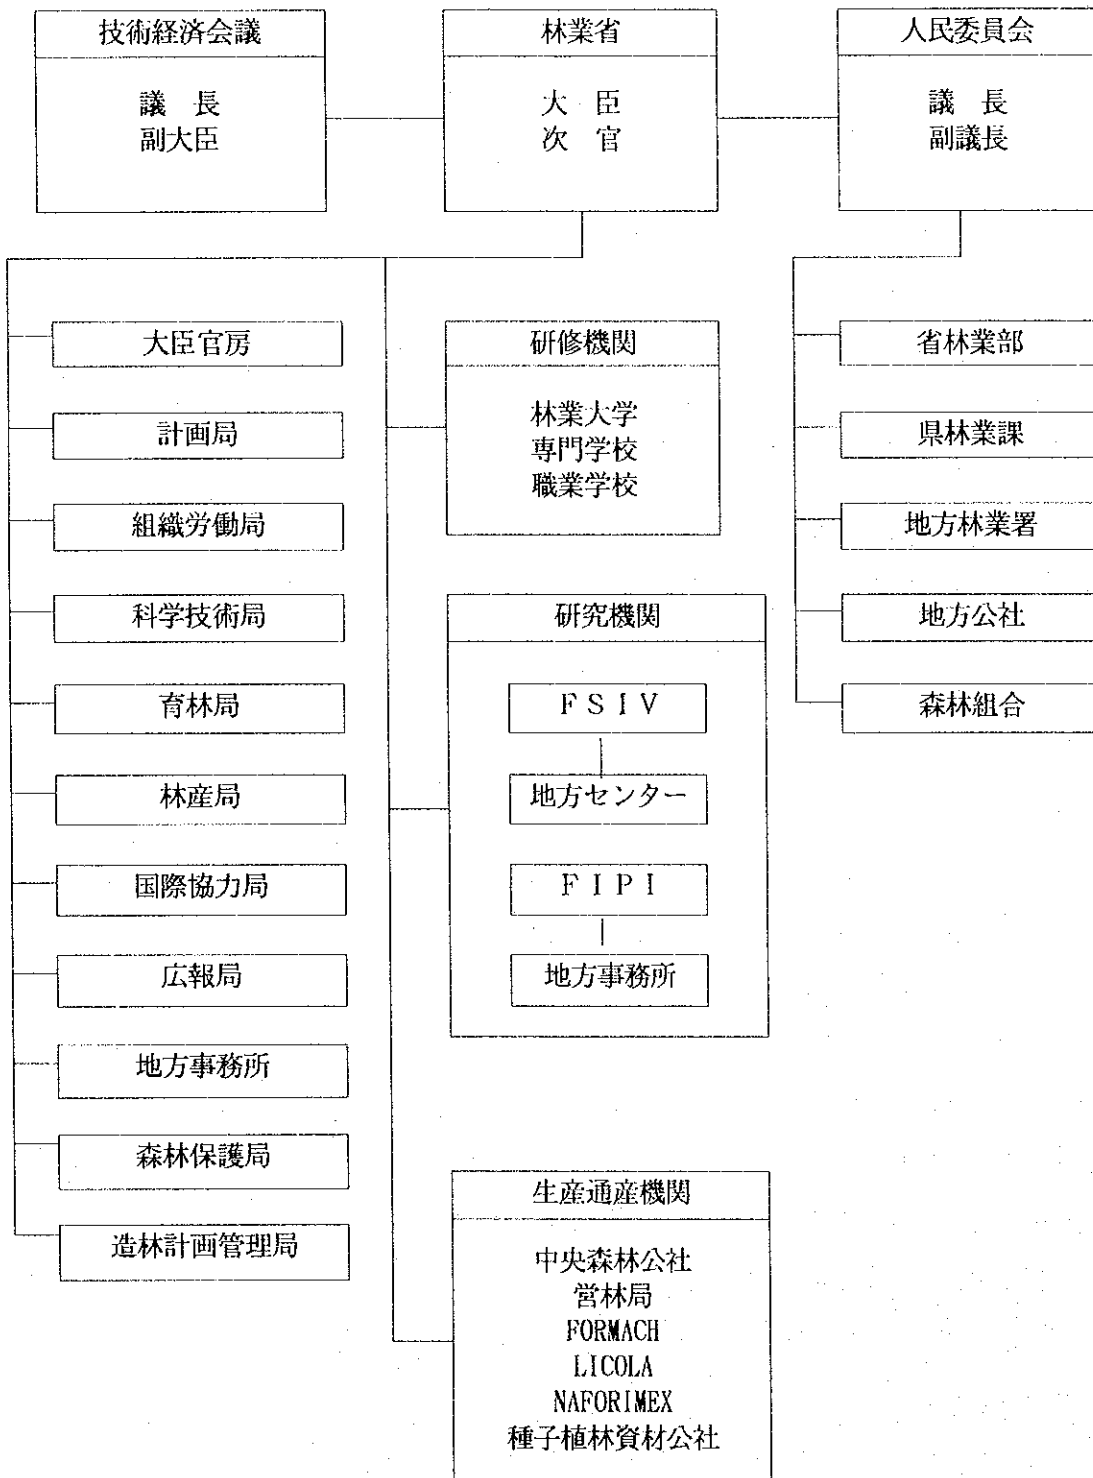 技術経済会議
議 長
副大臣
林業省
大 臣
次 官
人民委員会
議 長
副議長
大臣官房
計画局
組織労働局
科学技術局
育林局
林産局
国際協力局
広報局
地方事務所
森林保護局
造林計画管理局
研修機関
林業大学
専門学校
職業学校
研究機関
FSIV
地方センター
FIPI
地方事務所
生産通産機関
中央森林公社
営林局
FORMACH
LICOLA
NAFORIMEX
種子植林資材公社
省林業部
県林業課
地方林業署
地方公社
森林組合